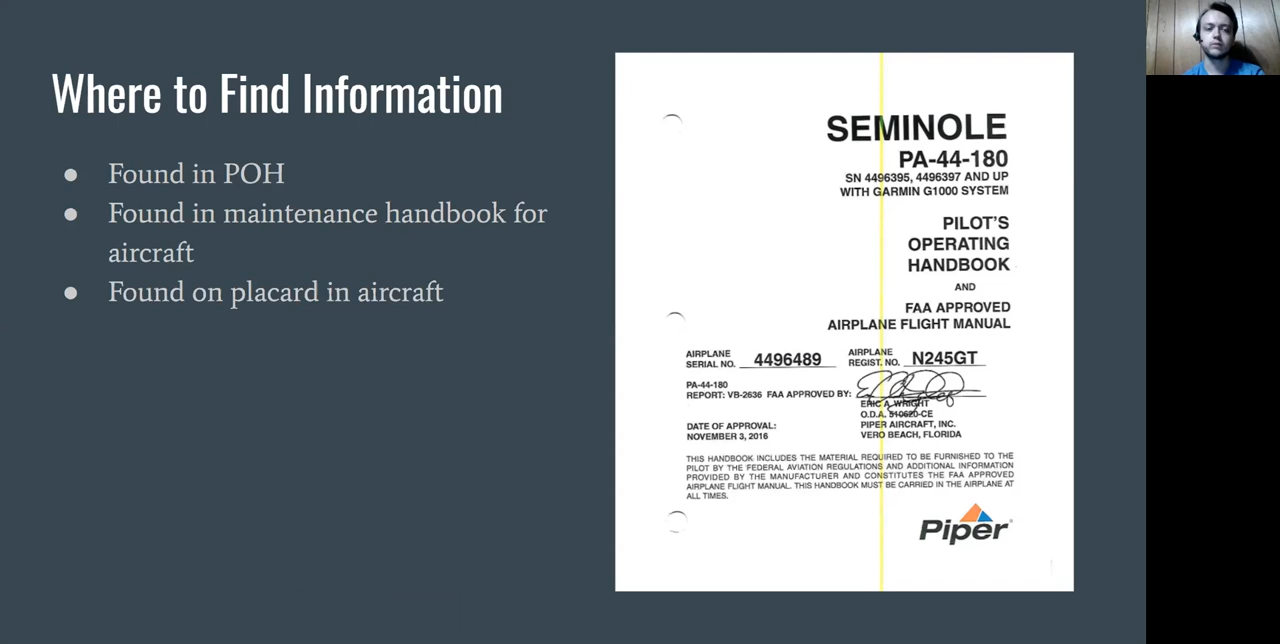 Where to Find Information
● Found in POH
● Found in maintenance handbook for
aircraft
● Found on placard in aircraft
SEMINOLE
PA-44-180
SN 4496395, 4496397 AND UP
WITH GARMIN G1000 SYSTEM
PILOT'S
OPERATING
HANDBOOK
AND
FAA APPROVED
AIRPLANE FLIGHT MANUAL
AIRPLANE
SERIAL NO. 4496489
AIRPLANE
REGIST. NO. N245GT
PA-44-180
REPORT: VB-2636 FAA APPROVED BY:
ERIC A. WRIGHT
O.D.A. 510620-CE
PIPER AIRCRAFT, INC.
VERO BEACH, FLORIDA
DATE OF APPROVAL:
NOVEMBER 3, 2016
THIS HANDBOOK INCLUDES THE MATERIAL REQUIRED TO BE FURNISHED TO THE
PILOT BY THE FEDERAL AVIATION REGULATIONS AND ADDITIONAL INFORMATION
PROVIDED BY THE MANUFACTURER AND CONSTITUTES THE FAA APPROVED
AIRPLANE FLIGHT MANUAL. THIS HANDBOOK MUST BE CARRIED IN THE AIRPLANE AT
ALL TIMES.
Piper